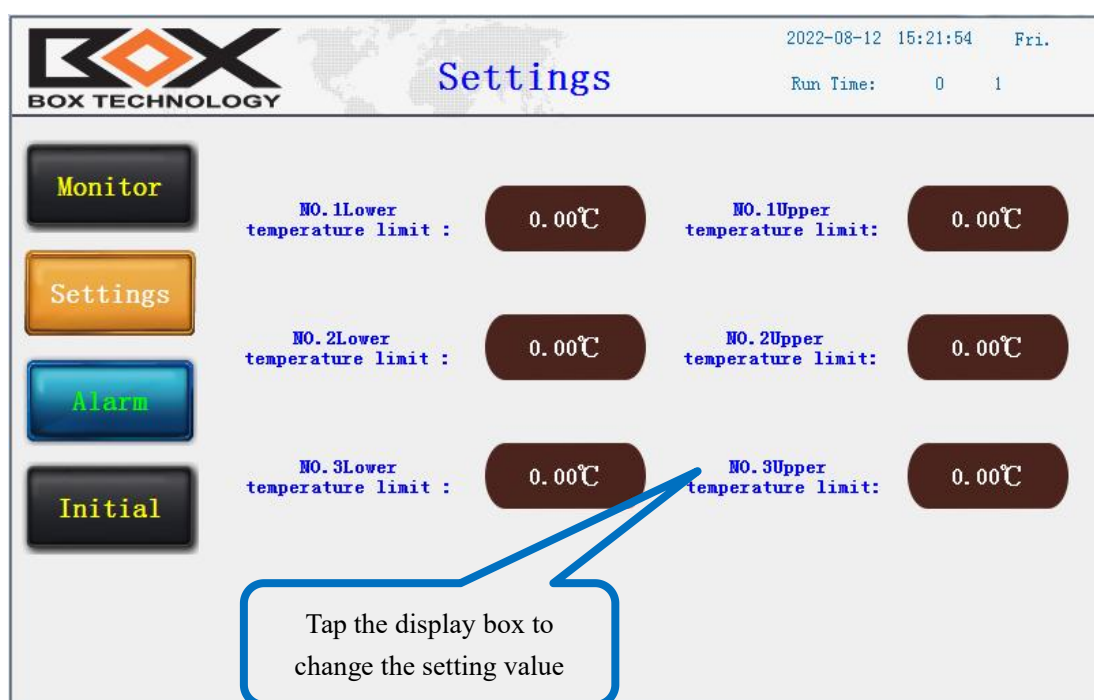 BOX
BOX TECHNOLOGY
Settings
2022-08-12 15:21:54 Fri.
Run Time: 0 1
Monitor
Settings
Alarm
Initial
NO.1Lower
temperature limit :
0.00℃
NO.1Upper
temperature limit:
0.00℃
NO.2Lower
temperature limit :
0.00℃
NO.2Upper
temperature limit:
0.00℃
NO.3Lower
temperature limit :
0.00℃
NO.3Upper
temperature limit:
0.00℃
Tap the display box to
change the setting value